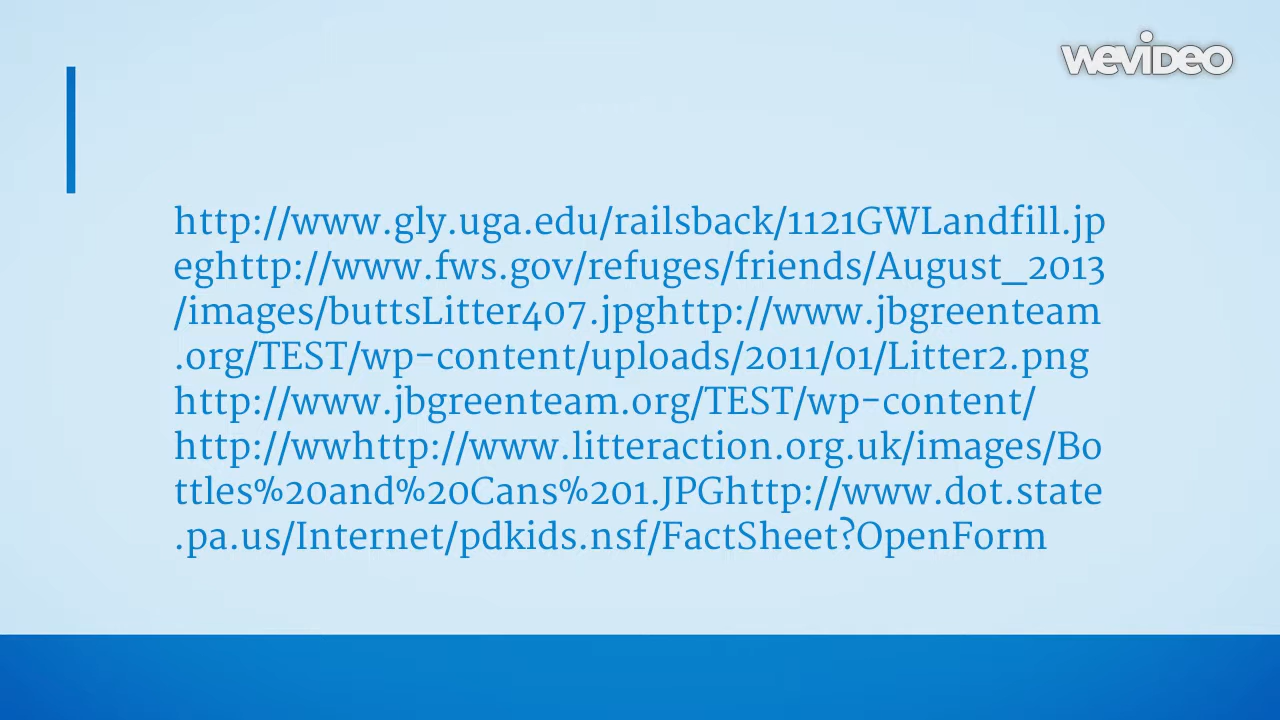 wevideo
http://www.gly.uga.edu/railsback/1121GWLandfill.jp
eghttp://www.fws.gov/refuges/friends/August_2013
/images/buttsLitter407.jpghttp://www.jbgreenteam
.org/TEST/wp-content/uploads/2011/01/Litter2.png
http://www.jbgreenteam.org/TEST/wp-content/
http://wwhttp://www.litteraction.org.uk/images/Bo
ttles%20and%20Cans%201.JPGhttp://www.dot.state
.pa.us/Internet/pdkids.nsf/FactSheet?OpenForm